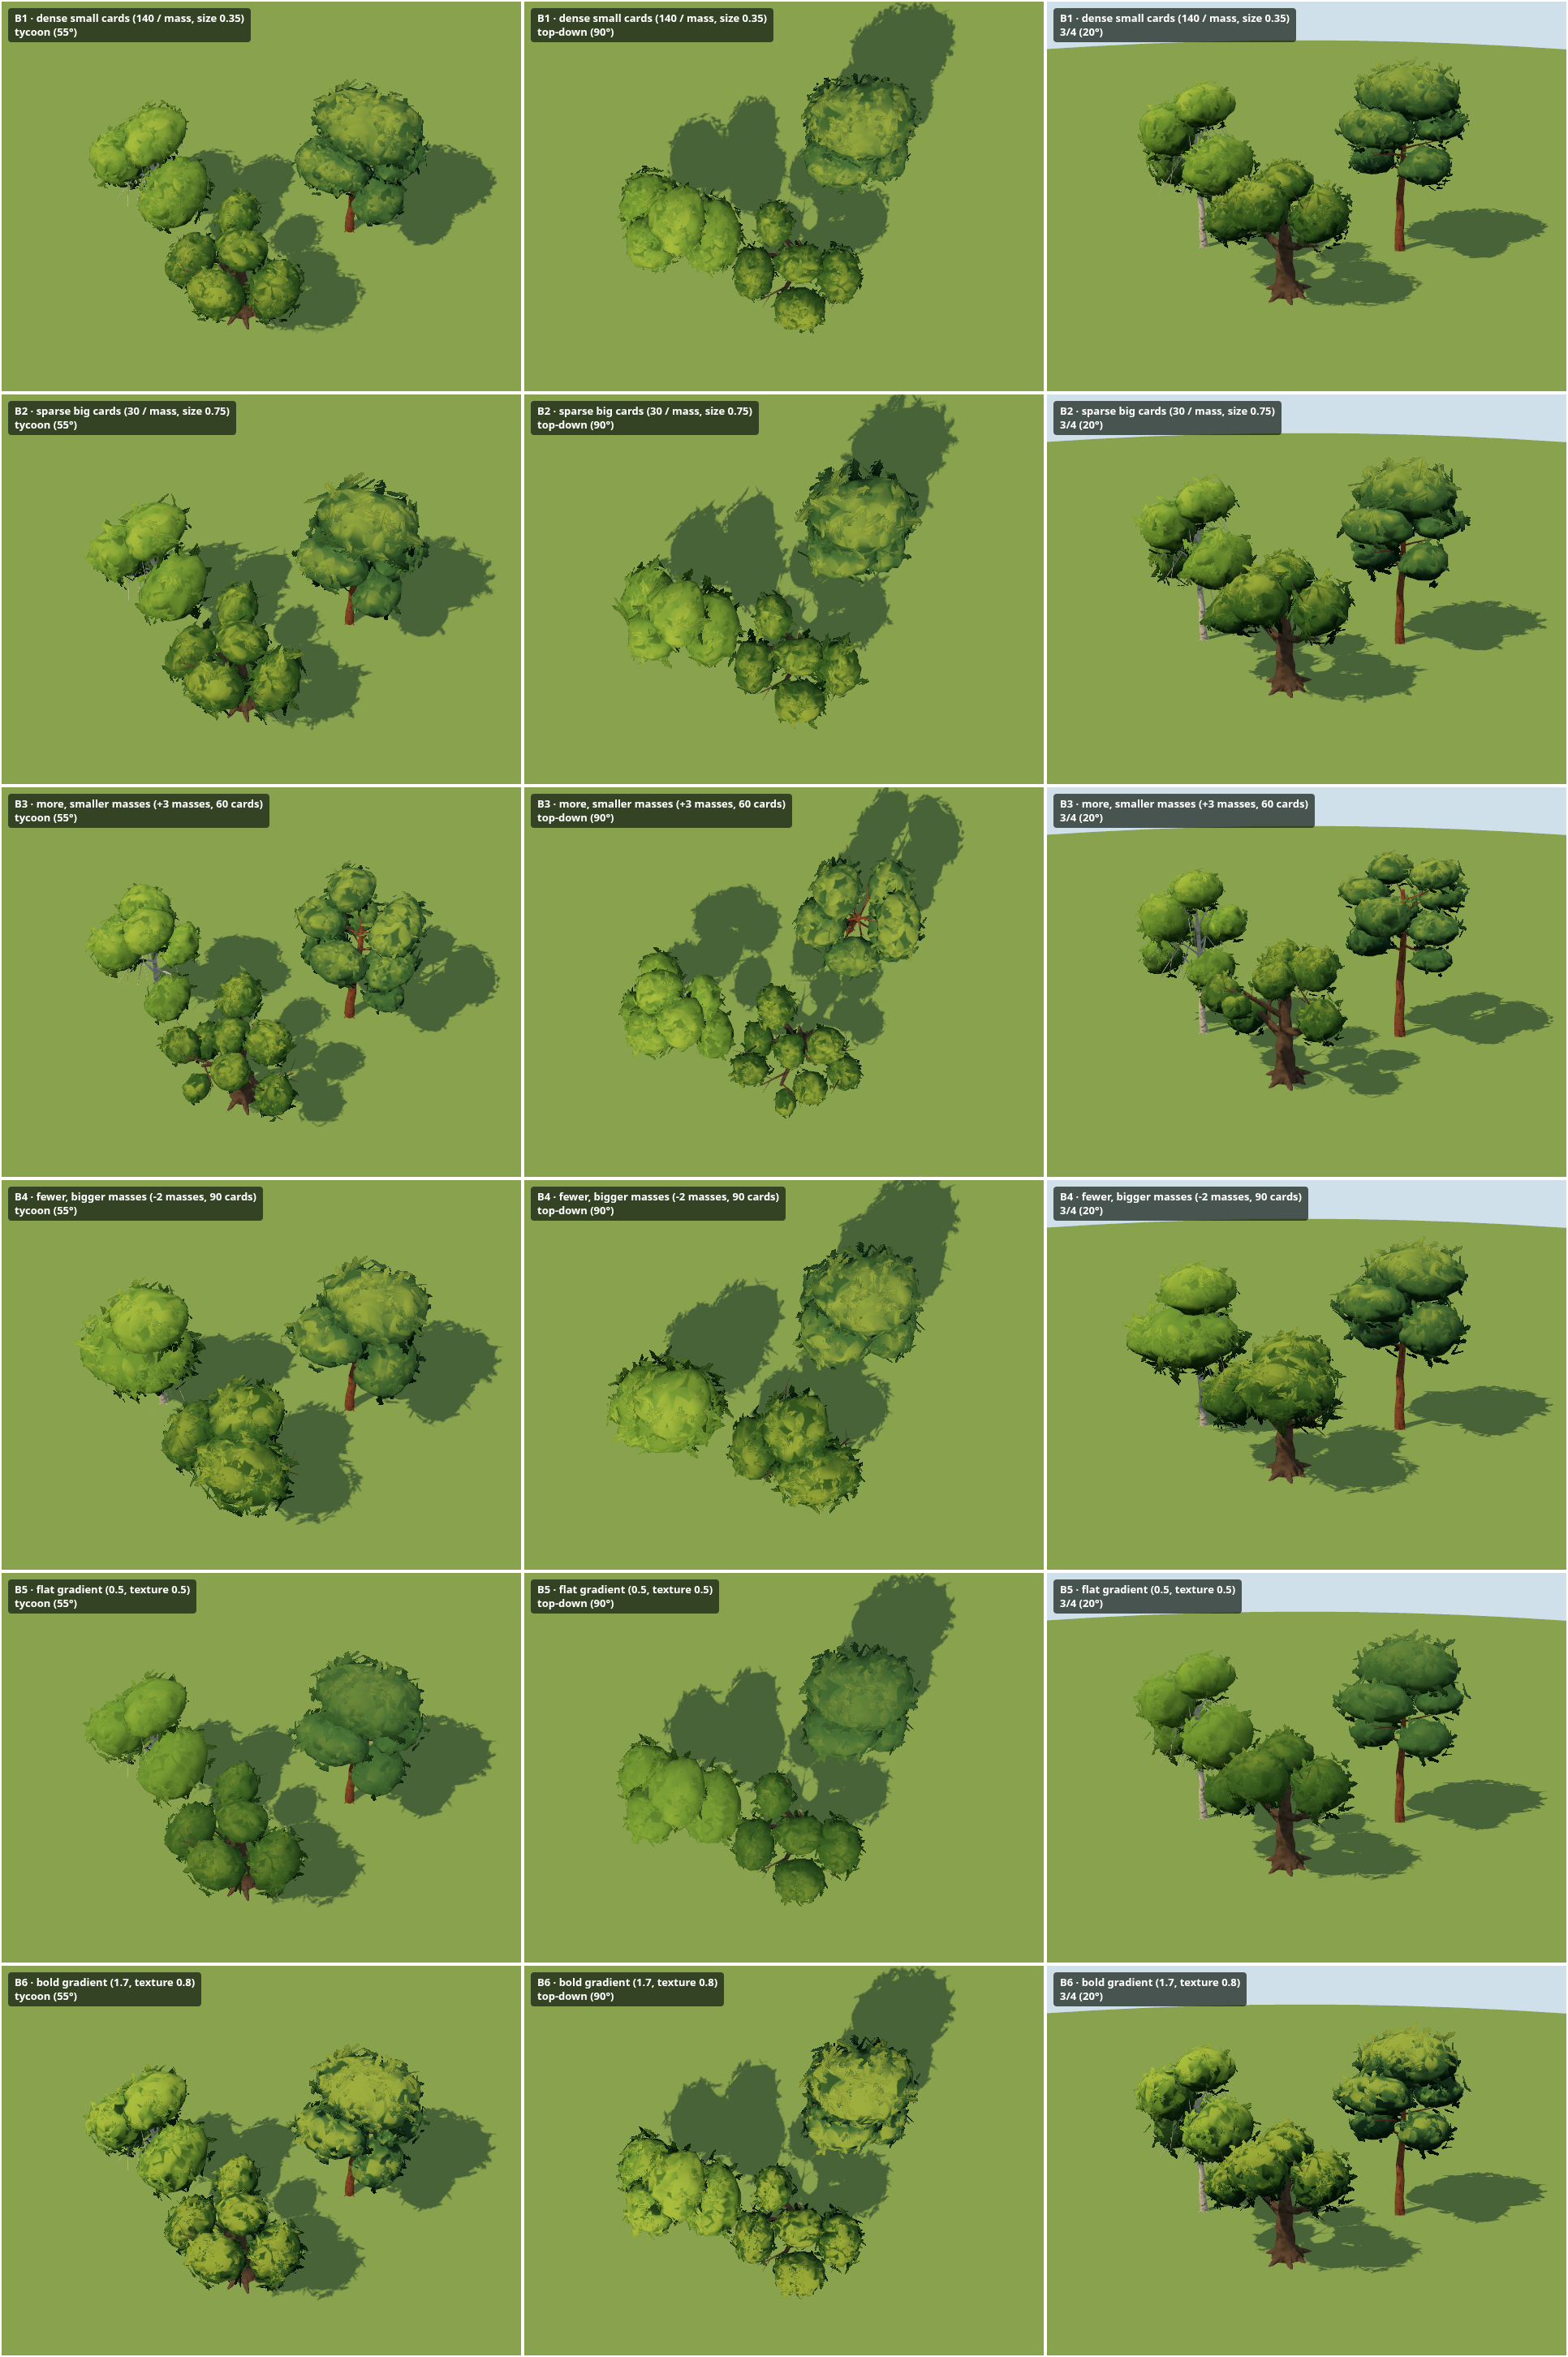 B1 · dense small cards (140 / mass, size 0.35)
tycoon (55°)
B1 · dense small cards (140 / mass, size 0.35)
top-down (90°)
B1 · dense small cards (140 / mass, size 0.35)
3/4 (20°)
B2 · sparse big cards (30 / mass, size 0.75)
tycoon (55°)
B2 · sparse big cards (30 / mass, size 0.75)
top-down (90°)
B2 · sparse big cards (30 / mass, size 0.75)
3/4 (20°)
B3 · more, smaller masses (+3 masses, 60 cards)
tycoon (55°)
B3 · more, smaller masses (+3 masses, 60 cards)
top-down (90°)
B3 · more, smaller masses (+3 masses, 60 cards)
3/4 (20°)
B4 · fewer, bigger masses (-2 masses, 90 cards)
tycoon (55°)
B4 · fewer, bigger masses (-2 masses, 90 cards)
top-down (90°)
B4 · fewer, bigger masses (-2 masses, 90 cards)
3/4 (20°)
B5 · flat gradient (0.5, texture 0.5)
tycoon (55°)
B5 · flat gradient (0.5, texture 0.5)
top-down (90°)
B5 · flat gradient (0.5, texture 0.5)
3/4 (20°)
B6 · bold gradient (1.7, texture 0.8)
tycoon (55°)
B6 · bold gradient (1.7, texture 0.8)
top-down (90°)
B6 · bold gradient (1.7, texture 0.8)
3/4 (20°)